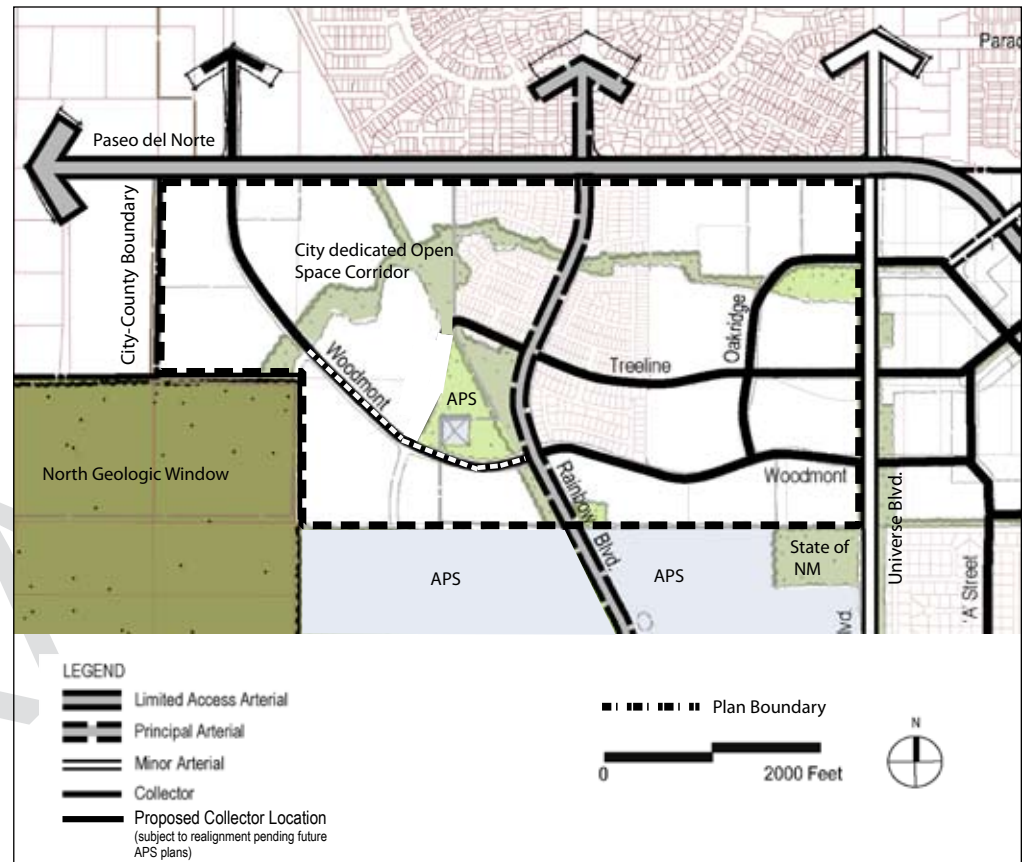 Parad
Paseo del Norte
City-County Boundary
City dedicated Open
Space Corridor
Woodmont
APS
Treeline
Oakridge
North Geologic Window
Rainbow Blvd.
Woodmont
Universe Blvd.
APS
APS
State of
NM
lvd.
'A' Street
LEGEND
Limited Access Arterial
Principal Arterial
Minor Arterial
Collector
Proposed Collector Location
(subject to realignment pending future
APS plans)
Plan Boundary
0
2000 Feet
N